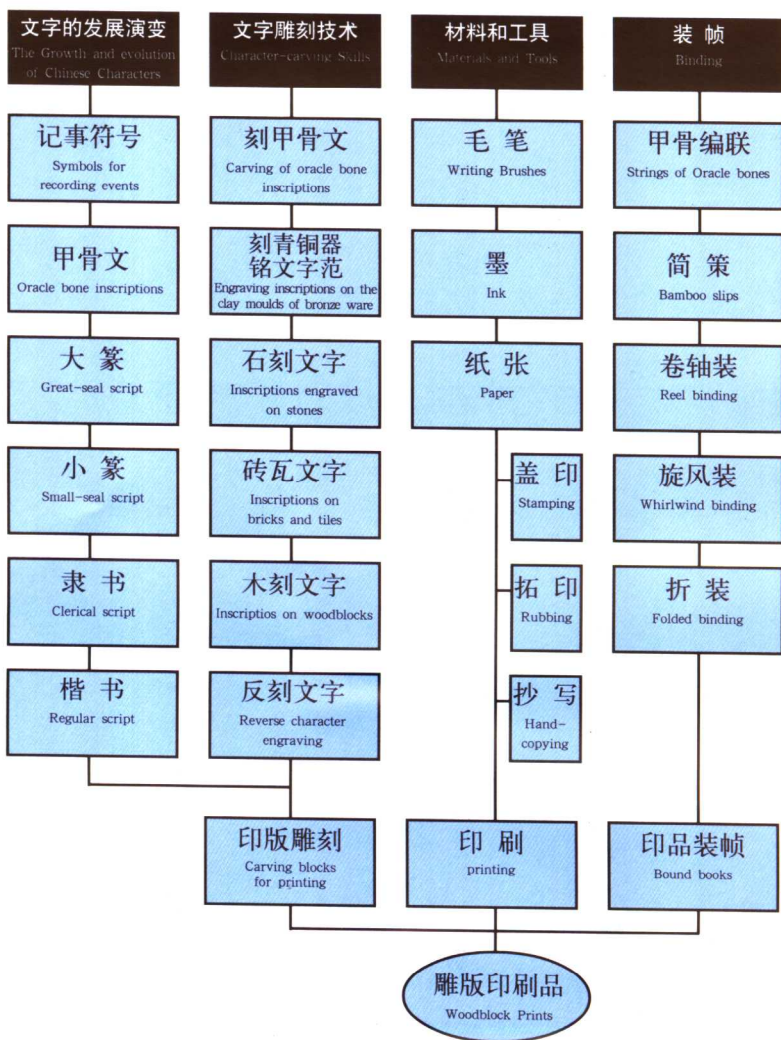 文字的发展演变
The Growth and evolution
of Chinese Characters
记事符号
Symbols for
recording events
甲骨文
Oracle bone inscriptions
大篆
Great-seal script
小篆
Small-seal script
隶书
Clerical script
楷书
Regular script
文字雕刻技术
Character-carving Skills
刻甲骨文
Carving of oracle bone
inscriptions
刻青铜器
铭文字范
Engraving inscriptions on the
clay moulds of bronze ware
石刻文字
Inscriptions engraved
on stones
砖瓦文字
Inscriptions on
bricks and tiles
木刻文字
Inscriptios on woodblocks
反刻文字
Reverse character
engraving
印版雕刻
Carving blocks
for printing
材料和工具
Materials and Tools
毛笔
Writing Brushes
墨
Ink
纸张
Paper
盖印
Stamping
拓印
Rubbing
抄写
Hand-
copying
印刷
printing
装帧
Binding
甲骨编联
Strings of Oracle bones
简策
Bamboo slips
卷轴装
Reel binding
旋风装
Whirlwind binding
折装
Folded binding
印品装帧
Bound books
雕版印刷品
Woodblock Prints